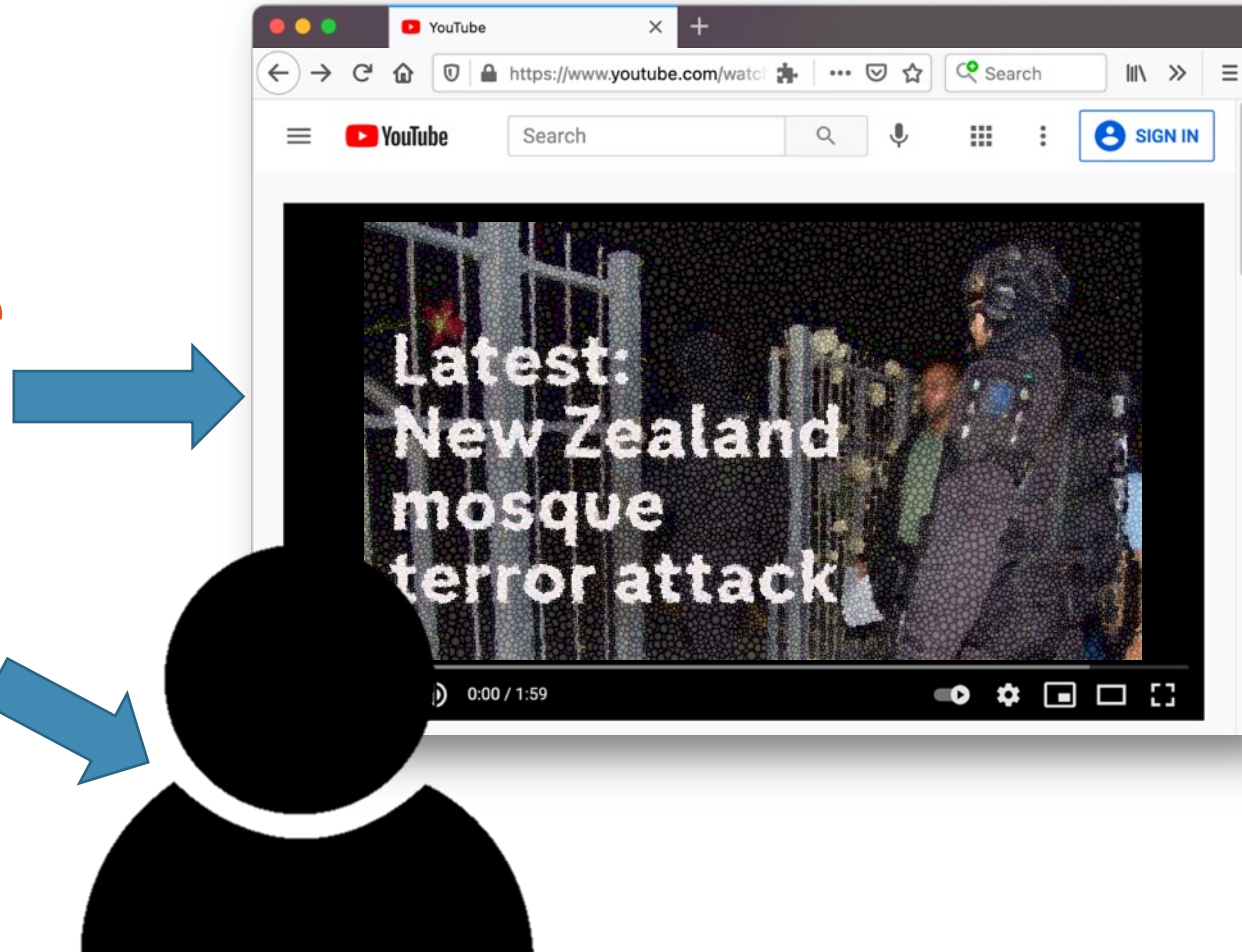 YouTube
https://www.youtube.com/watc
Search
YouTube
Search
SIGN IN
Latest:
New Zealand
mosque
terror attack
0:00 / 1:59